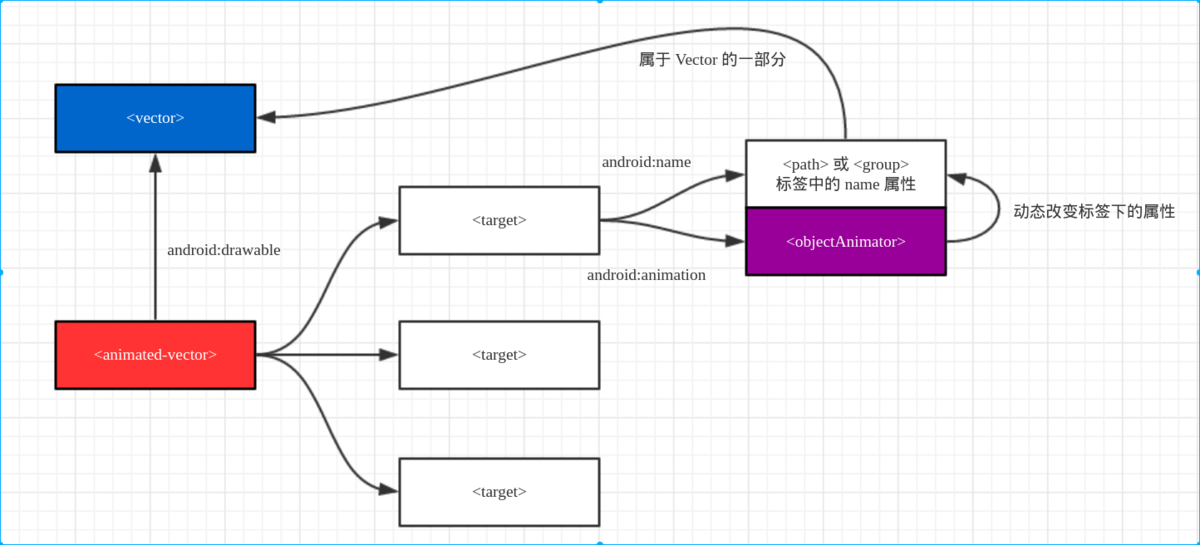 属于 Vector 的一部分
<vector>
android:name
<path> 或 <group>
标签中的 name 属性
<target>
动态改变标签下的属性
<objectAnimator>
android:drawable
android:animation
<animated-vector>
<target>
<target>